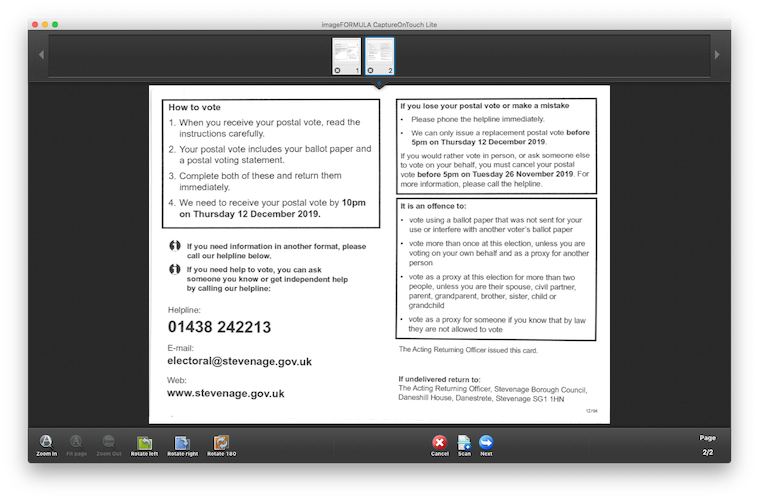 imageFORMULA CaptureOnTouch Lite
1
2
How to vote
1. When you receive your postal vote, read the
instructions carefully.
2. Your postal vote includes your ballot paper and
a postal voting statement.
3. Complete both of these and return them
immediately.
4. We need to receive your postal vote by 10pm
on Thursday 12 December 2019.
If you need information in another format, please
call our helpline below.
If you need help to vote, you can ask
someone you know or get independent help
by calling our helpline:
Helpline:
01438 242213
E-mail:
electoral@stevenage.gov.uk
Web:
www.stevenage.gov.uk
If you lose your postal vote or make a mistake
• Please phone the helpline immediately.
• We can only issue a replacement postal vote before
5pm on Thursday 12 December 2019.
If you would rather vote in person, or ask someone else
to vote on your behalf, you must cancel your postal
vote before 5pm on Tuesday 26 November 2019. For
more information, please call the helpline.
It is an offence to:
• vote using a ballot paper that was not sent for your
use or interfere with another voter's ballot paper
• vote more than once at this election, unless you are
voting on your own behalf and as a proxy for another
person
• vote as a proxy at this election for more than two
people, unless you are their spouse, civil partner,
parent, grandparent, brother, sister, child or
grandchild
• vote as a proxy for someone if you know that by law
they are not allowed to vote
The Acting Returning Officer issued this card.
If undelivered return to:
The Acting Returning Officer, Stevenage Borough Council,
Daneshill House, Danestrete, Stevenage SG1 1HN
12/94
Zoom In
Fit page
Zoom Out
Rotate left
Rotate right
Rotate 180
Cancel
Scan
Next
Page
2/2